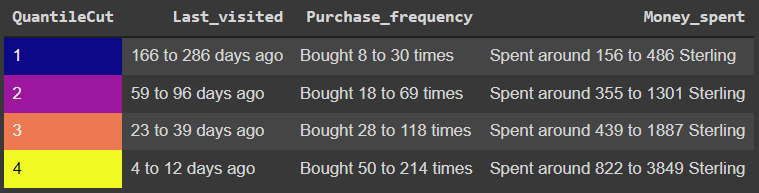 QuantileCut Last_visited Purchase_frequency Money_spent
1 166 to 286 days ago Bought 8 to 30 times Spent around 156 to 486 Sterling
2 59 to 96 days ago Bought 18 to 69 times Spent around 355 to 1301 Sterling
3 23 to 39 days ago Bought 28 to 118 times Spent around 439 to 1887 Sterling
4 4 to 12 days ago Bought 50 to 214 times Spent around 822 to 3849 Sterling